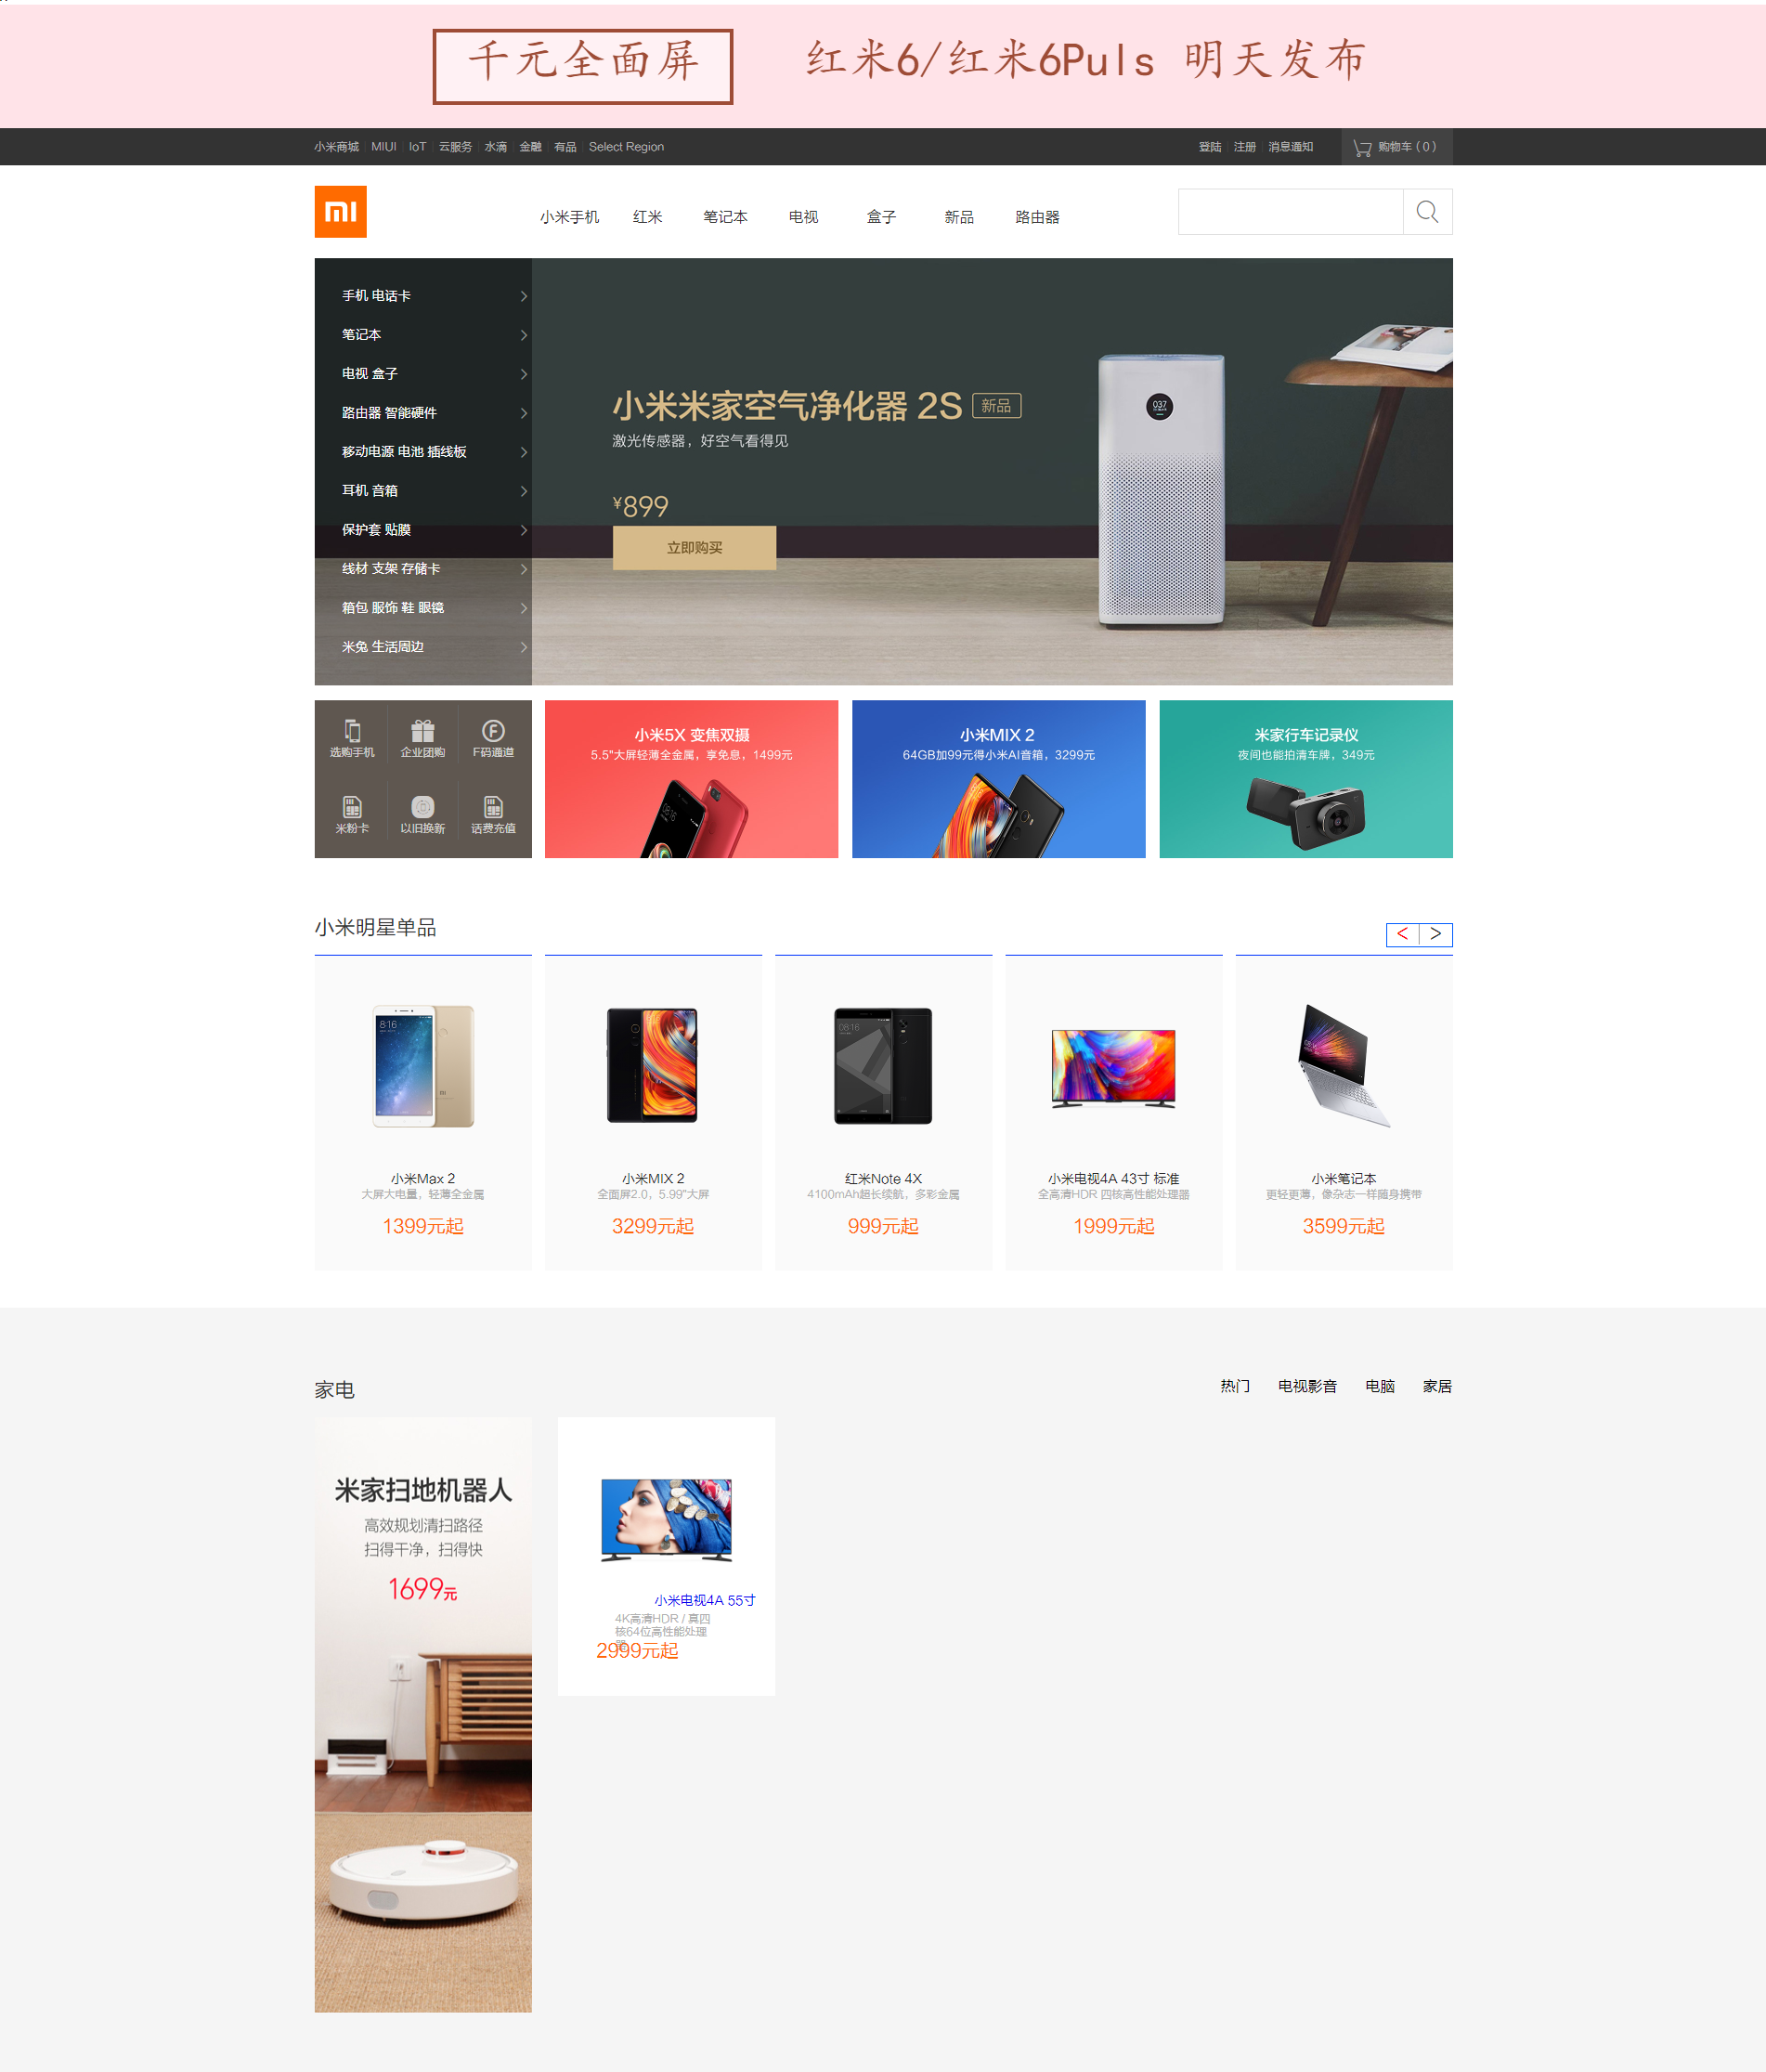 千元全面屏
红米6/红米6Puls 明天发布
小米商城 MIUI IoT 云服务 水滴 金融 有品 Select Region
登陆 注册 消息通知 购物车 ( 0 )
小米手机 红米 笔记本 电视 盒子 新品 路由器
手机 电话卡
笔记本
电视 盒子
路由器 智能硬件
移动电源 电池 插线板
耳机 音箱
保护套 贴膜
线材 支架 存储卡
箱包 服饰 鞋 眼镜
米兔 生活周边
小米米家空气净化器 2S 新品
激光传感器，好空气看得见
¥899
立即购买
037
选购手机 企业团购 F码通道
米粉卡 以旧换新 话费充值
小米5X 变焦双摄
5.5"大屏轻薄全金属，享免息，1499元
小米MIX 2
64GB加99元得小米AI音箱，3299元
米家行车记录仪
夜间也能拍清车牌，349元
小米明星单品
< >
8:16
小米Max 2
大屏大电量，轻薄全金属
1399元起
小米MIX 2
全面屏2.0，5.99"大屏
3299元起
08:16
红米Note 4X
4100mAh超长续航，多彩金属
999元起
小米电视4A 43寸 标准
全高清HDR 四核高性能处理器
1999元起
小米笔记本
更轻更薄，像杂志一样随身携带
3599元起
家电
热门 电视影音 电脑 家居
米家扫地机器人
高效规划清扫路径
扫得干净，扫得快
1699元
小米电视4A 55寸
4K高清HDR / 真四
核64位高性能处理
器
2999元起